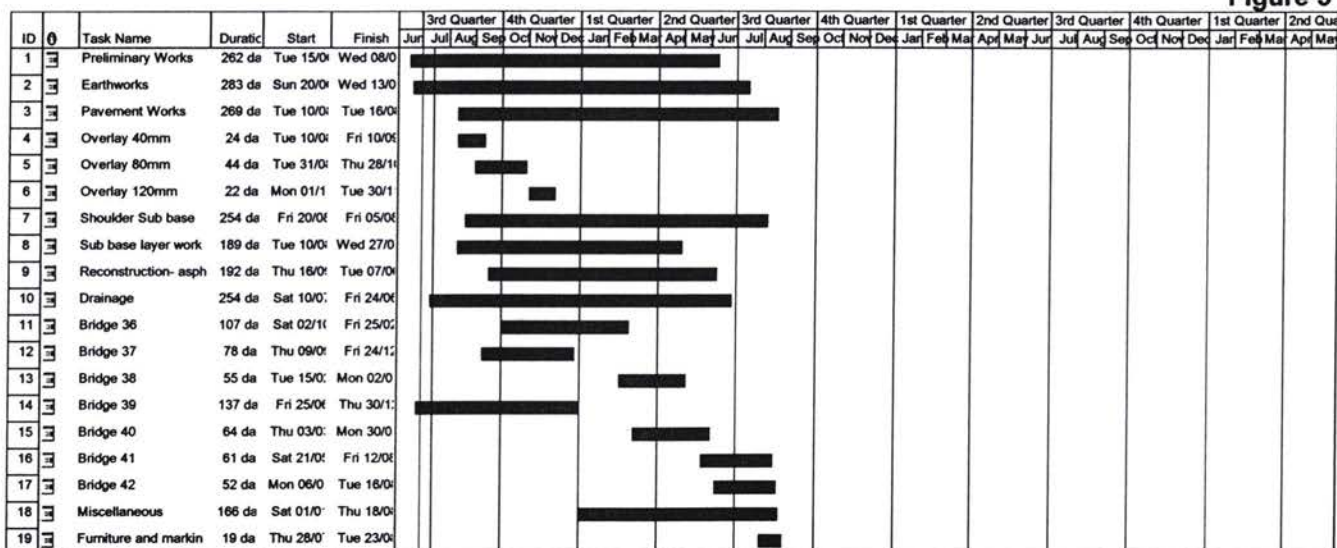 Figure 5
3rd Quarter 4th Quarter 1st Quarter 2nd Quarter 3rd Quarter 4th Quarter 1st Quarter 2nd Quarter 3rd Quarter 4th Quarter 1st Quarter 2nd Qua
ID Task Name Duratic Start Finish Jun Jul Aug Sep Oct Nov Dec Jan Feb Mar Apr May Jun Jul Aug Sep Oct Nov Dec Jan Feb Mar Apr May Jun Jul Aug Sep Oct Nov Dec Jan Feb Mar Apr May
1 Preliminary Works 262 da Tue 15/0 Wed 08/0
2 Earthworks 283 da Sun 20/0 Wed 13/0
3 Pavement Works 269 da Tue 10/0 Tue 16/0
4 Overlay 40mm 24 da Tue 10/0 Fri 10/09
5 Overlay 80mm 44 da Tue 31/0 Thu 28/1
6 Overlay 120mm 22 da Mon 01/1 Tue 30/1
7 Shoulder Sub base 254 da Fri 20/08 Fri 05/08
8 Sub base layer work 189 da Tue 10/0 Wed 27/0
9 Reconstruction- asph 192 da Thu 16/0 Tue 07/0
10 Drainage 254 da Sat 10/0 Fri 24/06
11 Bridge 36 107 da Sat 02/1 Fri 25/0
12 Bridge 37 78 da Thu 09/0 Fri 24/1
13 Bridge 38 55 da Tue 15/0 Mon 02/0
14 Bridge 39 137 da Fri 25/06 Thu 30/1
15 Bridge 40 64 da Thu 03/0 Mon 30/0
16 Bridge 41 61 da Sat 21/0 Fri 12/08
17 Bridge 42 52 da Mon 06/0 Tue 16/0
18 Miscellaneous 166 da Sat 01/0 Thu 18/0
19 Furniture and markin 19 da Thu 28/0 Tue 23/0